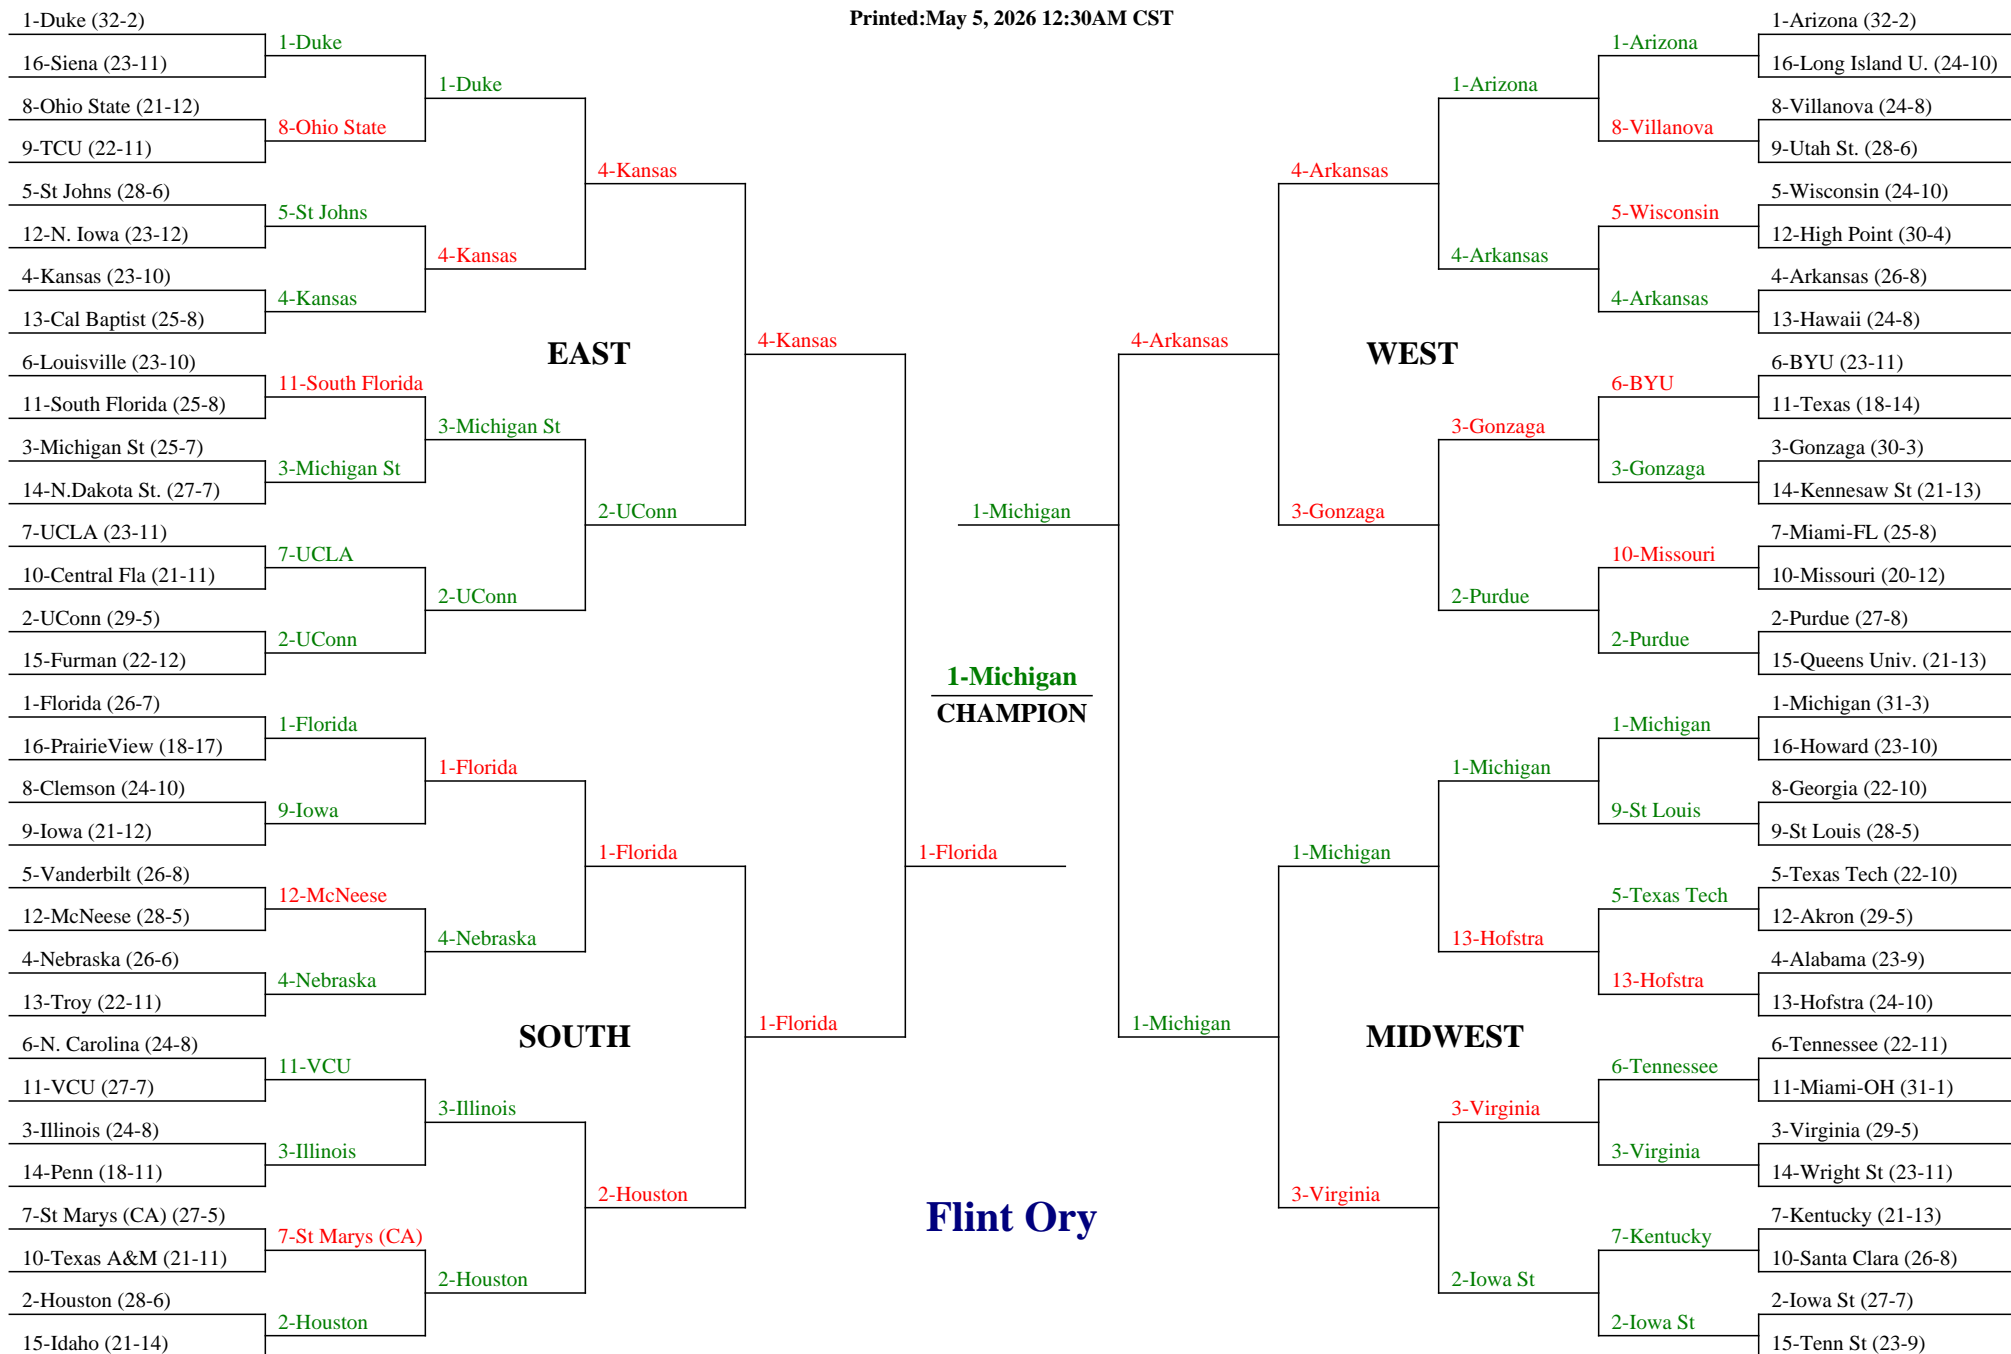 Printed:May 5, 2026 12:30AM CST
1-Duke (32-2)
16-Siena (23-11)
8-Ohio State (21-12)
9-TCU (22-11)
5-St Johns (28-6)
12-N. Iowa (23-12)
4-Kansas (23-10)
13-Cal Baptist (25-8)
6-Louisville (23-10)
11-South Florida (25-8)
3-Michigan St (25-7)
14-N.Dakota St. (27-7)
7-UCLA (23-11)
10-Central Fla (21-11)
2-UConn (29-5)
15-Furman (22-12)
1-Florida (26-7)
16-PrairieView (18-17)
8-Clemson (24-10)
9-Iowa (21-12)
5-Vanderbilt (26-8)
12-McNeese (28-5)
4-Nebraska (26-6)
13-Troy (22-11)
6-N. Carolina (24-8)
11-VCU (27-7)
3-Illinois (24-8)
14-Penn (18-11)
7-St Marys (CA) (27-5)
10-Texas A&M (21-11)
2-Houston (28-6)
15-Idaho (21-14)
1-Duke
8-Ohio State
5-St Johns
4-Kansas
11-South Florida
3-Michigan St
7-UCLA
2-UConn
1-Florida
9-Iowa
12-McNeese
4-Nebraska
11-VCU
3-Illinois
7-St Marys (CA)
2-Houston
1-Duke
4-Kansas
3-Michigan St
2-UConn
1-Florida
4-Nebraska
3-Illinois
2-Houston
4-Kansas
EAST
2-UConn
1-Florida
SOUTH
2-Houston
4-Kansas
1-Florida
1-Florida
1-Michigan
1-Michigan
CHAMPION
Flint Ory
4-Arkansas
1-Michigan
4-Arkansas
WEST
3-Gonzaga
1-Michigan
MIDWEST
3-Virginia
1-Arizona
4-Arkansas
3-Gonzaga
2-Purdue
1-Michigan
13-Hofstra
3-Virginia
2-Iowa St
1-Arizona
8-Villanova
5-Wisconsin
4-Arkansas
6-BYU
3-Gonzaga
10-Missouri
2-Purdue
1-Michigan
9-St Louis
5-Texas Tech
13-Hofstra
6-Tennessee
3-Virginia
7-Kentucky
2-Iowa St
1-Arizona (32-2)
16-Long Island U. (24-10)
8-Villanova (24-8)
9-Utah St. (28-6)
5-Wisconsin (24-10)
12-High Point (30-4)
4-Arkansas (26-8)
13-Hawaii (24-8)
6-BYU (23-11)
11-Texas (18-14)
3-Gonzaga (30-3)
14-Kennesaw St (21-13)
7-Miami-FL (25-8)
10-Missouri (20-12)
2-Purdue (27-8)
15-Queens Univ. (21-13)
1-Michigan (31-3)
16-Howard (23-10)
8-Georgia (22-10)
9-St Louis (28-5)
5-Texas Tech (22-10)
12-Akron (29-5)
4-Alabama (23-9)
13-Hofstra (24-10)
6-Tennessee (22-11)
11-Miami-OH (31-1)
3-Virginia (29-5)
14-Wright St (23-11)
7-Kentucky (21-13)
10-Santa Clara (26-8)
2-Iowa St (27-7)
15-Tenn St (23-9)